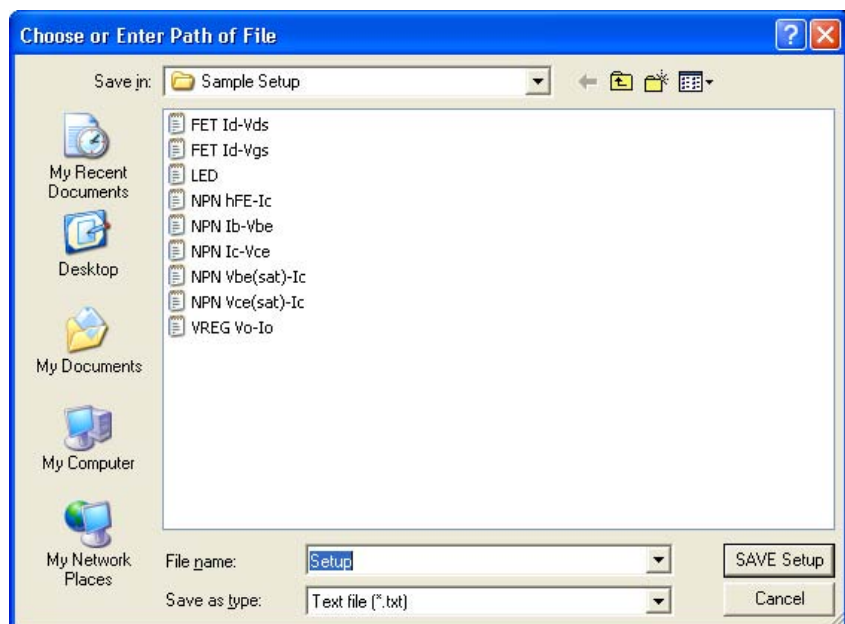 Choose or Enter Path of File
Save in:
Sample Setup
My Recent
Documents
Desktop
My Documents
My Computer
My Network
Places
FET Id-Vds
FET Id-Vgs
LED
NPN hFE-Ic
NPN Ib-Vbe
NPN Ic-Vce
NPN Vbe(sat)-Ic
NPN Vce(sat)-Ic
VREG Vo-Io
File name:
Setup
SAVE Setup
Save as type:
Text file (*.txt)
Cancel